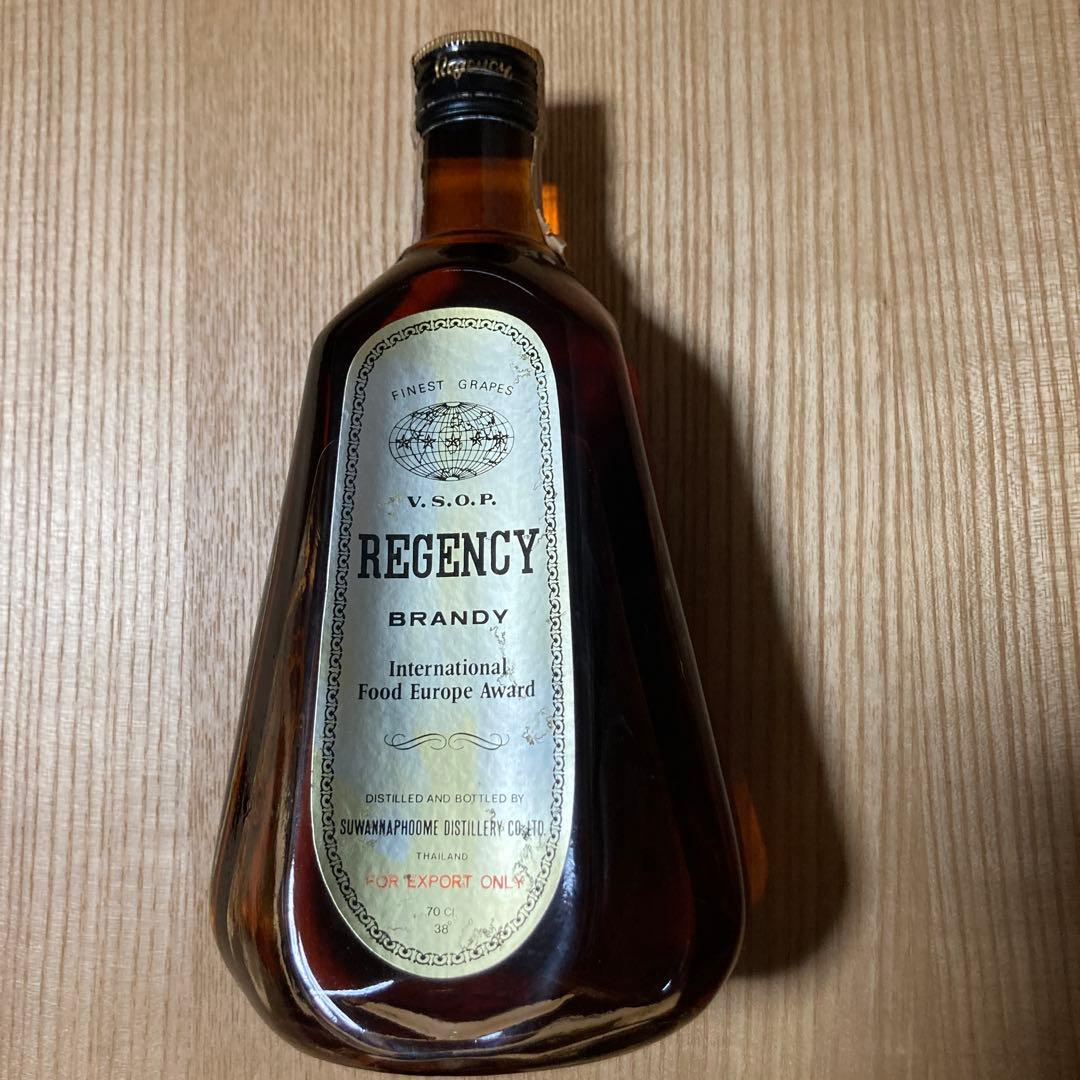 Regency
FINEST GRAPES
V.S.O.P.
REGENCY
BRANDY
International
Food Europe Award
DISTILLED AND BOTTLED BY
SUWANNAPHOOME DISTILLERY CO.,LTD.
THAILAND
FOR EXPORT ONLY
70 Cl.
38°